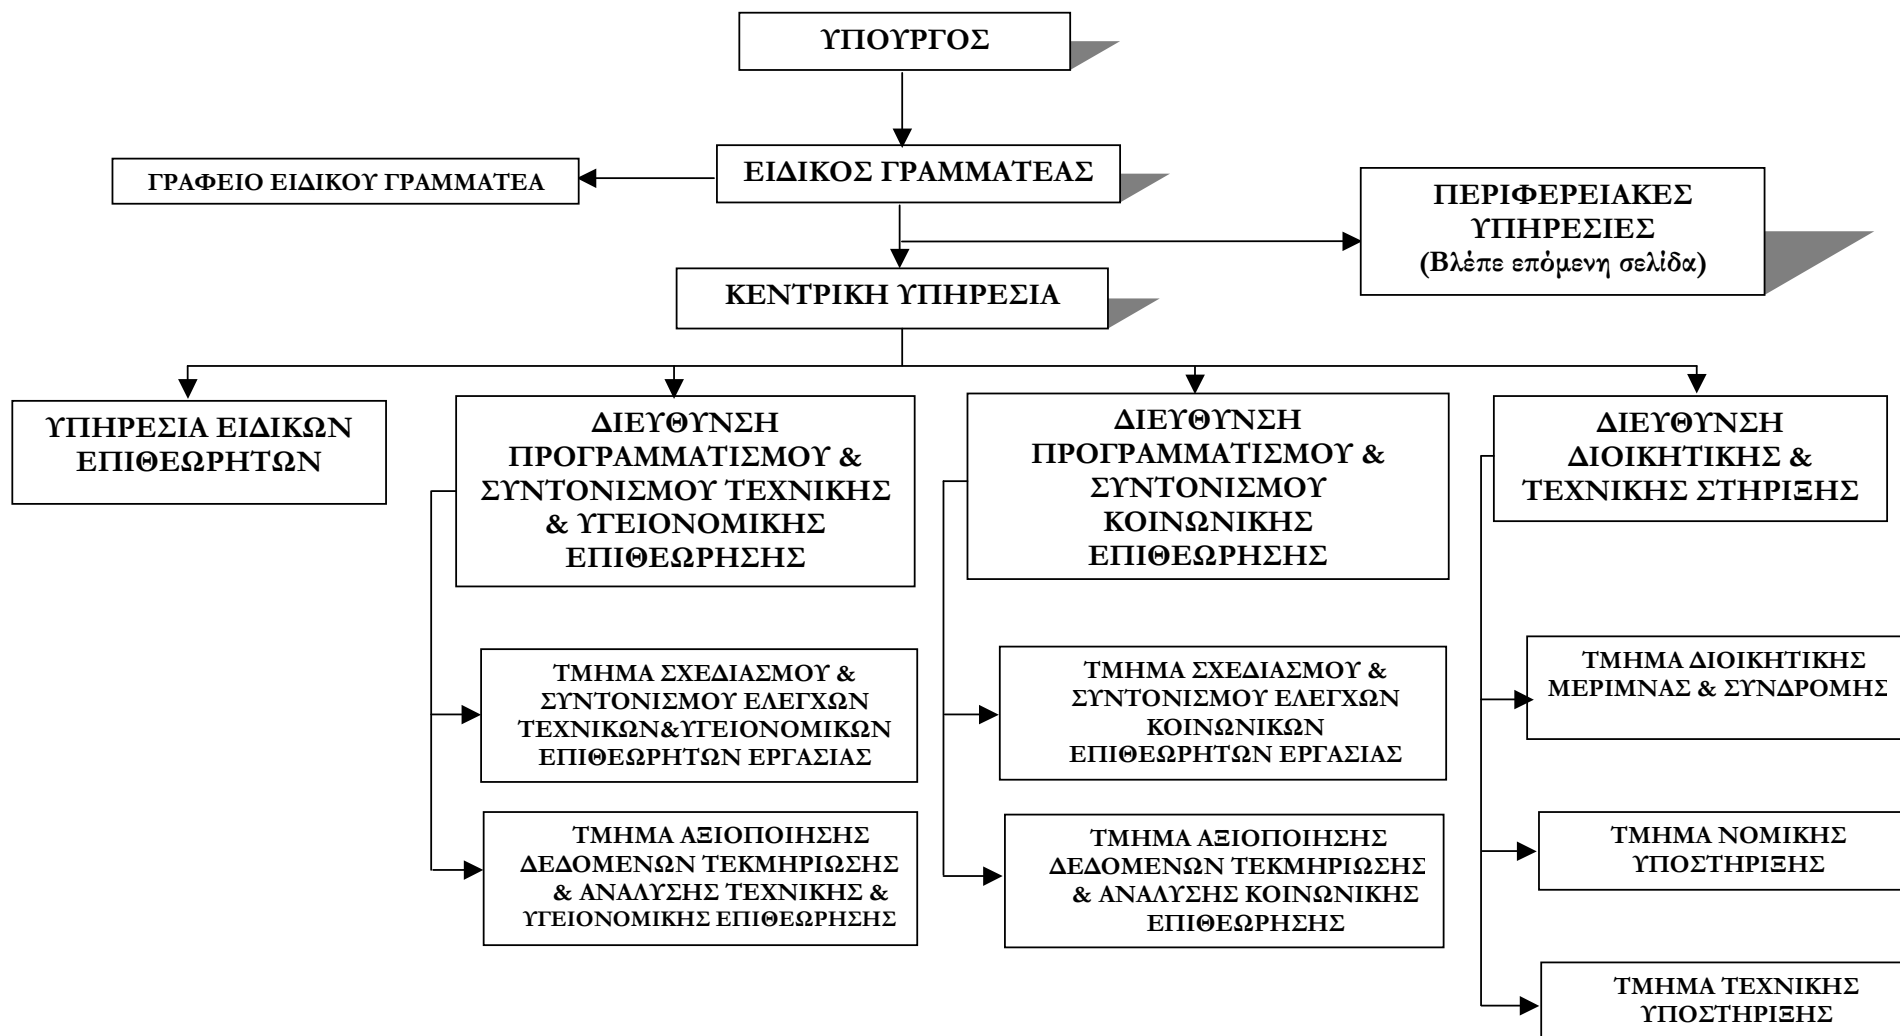 ΥΠΟΥΡΓΟΣ
ΕΙΔΙΚΟΣ ΓΡΑΜΜΑΤΕΑΣ
ΓΡΑΦΕΙΟ ΕΙΔΙΚΟΥ ΓΡΑΜΜΑΤΕΑ
ΠΕΡΙΦΕΡΕΙΑΚΕΣ
ΥΠΗΡΕΣΙΕΣ
(Βλέπε επόμενη σελίδα)
ΚΕΝΤΡΙΚΗ ΥΠΗΡΕΣΙΑ
ΥΠΗΡΕΣΙΑ ΕΙΔΙΚΩΝ
ΕΠΙΘΕΩΡΗΤΩΝ
ΔΙΕΥΘΥΝΣΗ
ΠΡΟΓΡΑΜΜΑΤΙΣΜΟΥ &
ΣΥΝΤΟΝΙΣΜΟΥ ΤΕΧΝΙΚΗΣ
& ΥΓΕΙΟΝΟΜΙΚΗΣ
ΕΠΙΘΕΩΡΗΣΗΣ
ΔΙΕΥΘΥΝΣΗ
ΠΡΟΓΡΑΜΜΑΤΙΣΜΟΥ &
ΣΥΝΤΟΝΙΣΜΟΥ
ΚΟΙΝΩΝΙΚΗΣ
ΕΠΙΘΕΩΡΗΣΗΣ
ΔΙΕΥΘΥΝΣΗ
ΔΙΟΙΚΗΤΙΚΗΣ &
ΤΕΧΝΙΚΗΣ ΣΤΗΡΙΞΗΣ
ΤΜΗΜΑ ΣΧΕΔΙΑΣΜΟΥ &
ΣΥΝΤΟΝΙΣΜΟΥ ΕΛΕΓΧΩΝ
ΤΕΧΝΙΚΩΝ&ΥΓΕΙΟΝΟΜΙΚΩΝ
ΕΠΙΘΕΩΡΗΤΩΝ ΕΡΓΑΣΙΑΣ
ΤΜΗΜΑ ΣΧΕΔΙΑΣΜΟΥ &
ΣΥΝΤΟΝΙΣΜΟΥ ΕΛΕΓΧΩΝ
ΚΟΙΝΩΝΙΚΩΝ
ΕΠΙΘΕΩΡΗΤΩΝ ΕΡΓΑΣΙΑΣ
ΤΜΗΜΑ ΔΙΟΙΚΗΤΙΚΗΣ
ΜΕΡΙΜΝΑΣ & ΣΥΝΔΡΟΜΗΣ
ΤΜΗΜΑ ΑΞΙΟΠΟΙΗΣΗΣ
ΔΕΔΟΜΕΝΩΝ ΤΕΚΜΗΡΙΩΣΗΣ
& ΑΝΑΛΥΣΗΣ ΤΕΧΝΙΚΗΣ &
ΥΓΕΙΟΝΟΜΙΚΗΣ ΕΠΙΘΕΩΡΗΣΗΣ
ΤΜΗΜΑ ΑΞΙΟΠΟΙΗΣΗΣ
ΔΕΔΟΜΕΝΩΝ ΤΕΚΜΗΡΙΩΣΗΣ
& ΑΝΑΛΥΣΗΣ ΚΟΙΝΩΝΙΚΗΣ
ΕΠΙΘΕΩΡΗΣΗΣ
ΤΜΗΜΑ ΝΟΜΙΚΗΣ
ΥΠΟΣΤΗΡΙΞΗΣ
ΤΜΗΜΑ ΤΕΧΝΙΚΗΣ
ΥΠΟΣΤΗΡΙΞΗΣ